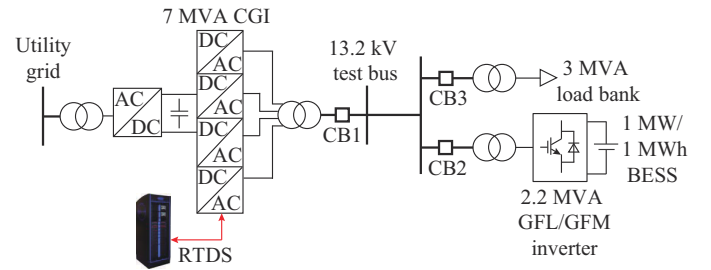 7 MVA CGI
Utility
grid
AC
DC
DC
AC
DC
AC
DC
AC
DC
AC
RTDS
CB1
13.2 kV
test bus
CB3
CB2
3 MVA
load bank
1 MW/
1 MWh
BESS
2.2 MVA
GFL/GFM
inverter